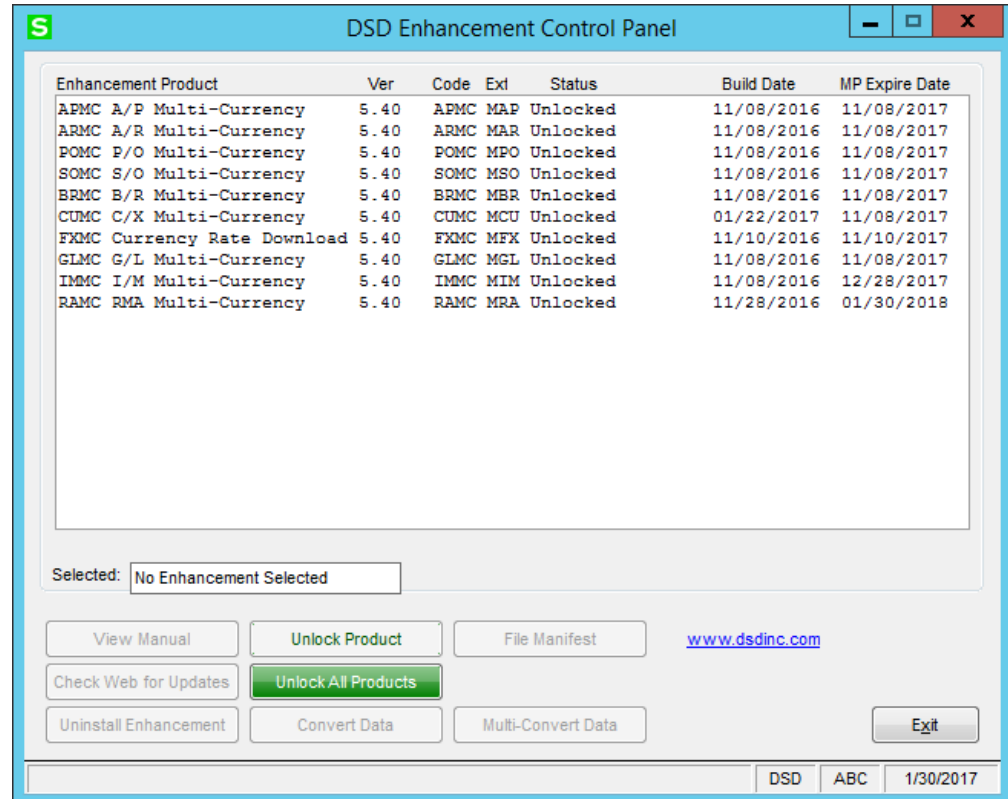 S DSD Enhancement Control Panel x
Enhancement Product Ver Code Ext Status Build Date MP Expire Date
APMC A/P Multi-Currency 5.40 APMC MAP Unlocked 11/08/2016 11/08/2017
ARMC A/R Multi-Currency 5.40 ARMC MAR Unlocked 11/08/2016 11/08/2017
POMC P/O Multi-Currency 5.40 POMC MPO Unlocked 11/08/2016 11/08/2017
SOMC S/O Multi-Currency 5.40 SOMC MSO Unlocked 11/08/2016 11/08/2017
BRMC B/R Multi-Currency 5.40 BRMC MBR Unlocked 11/08/2016 11/08/2017
CUMC C/X Multi-Currency 5.40 CUMC MCU Unlocked 01/22/2017 11/08/2017
FXMC Currency Rate Download 5.40 FXMC MFX Unlocked 11/10/2016 11/10/2017
GLMC G/L Multi-Currency 5.40 GLMC MGL Unlocked 11/08/2016 11/08/2017
IMMC I/M Multi-Currency 5.40 IMMC MIM Unlocked 11/08/2016 12/28/2017
RAMC RMA Multi-Currency 5.40 RAMC MRA Unlocked 11/28/2016 01/30/2018
Selected: No Enhancement Selected
View Manual Unlock Product File Manifest www.dsdinc.com
Check Web for Updates Unlock All Products
Uninstall Enhancement Convert Data Multi-Convert Data Exit
DSD ABC 1/30/2017